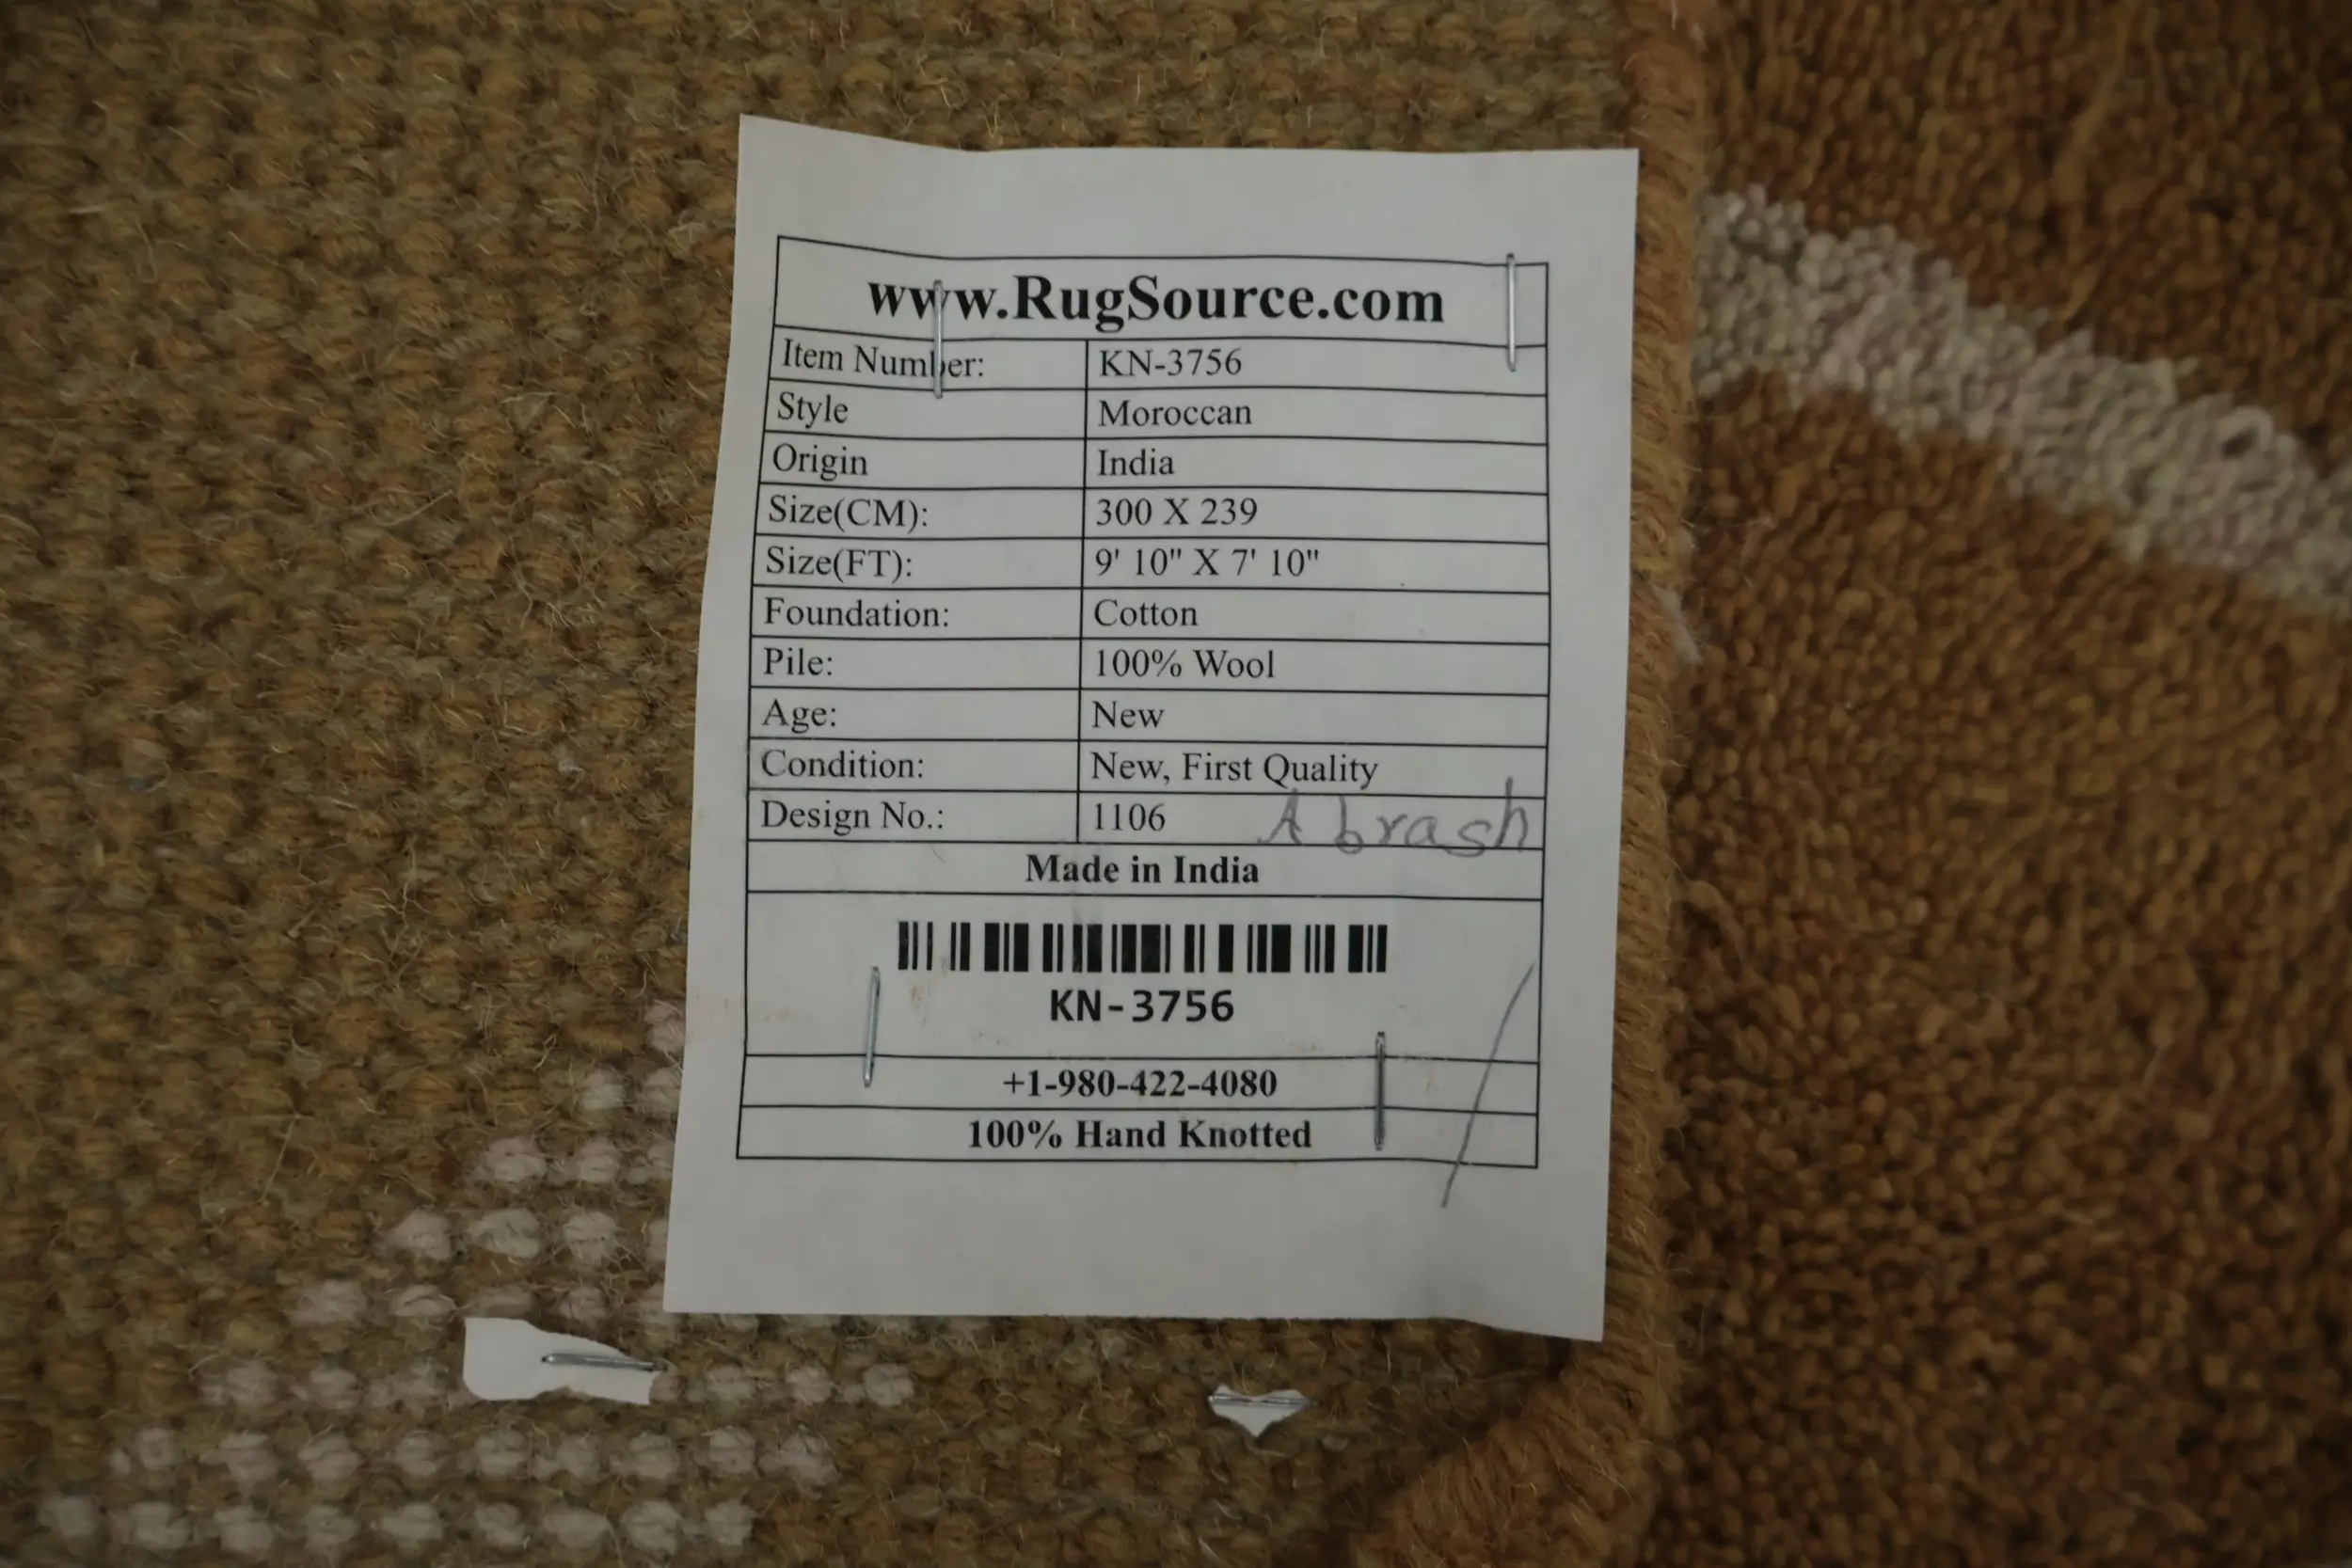 www.RugSource.com
Item Number: KN-3756
Style Moroccan
Origin India
Size(CM): 300 X 239
Size(FT): 9' 10" X 7' 10"
Foundation: Cotton
Pile: 100% Wool
Age: New
Condition: New, First Quality
Design No.: 1106 Abrash
Made in India
KN-3756
+1-980-422-4080
100% Hand Knotted